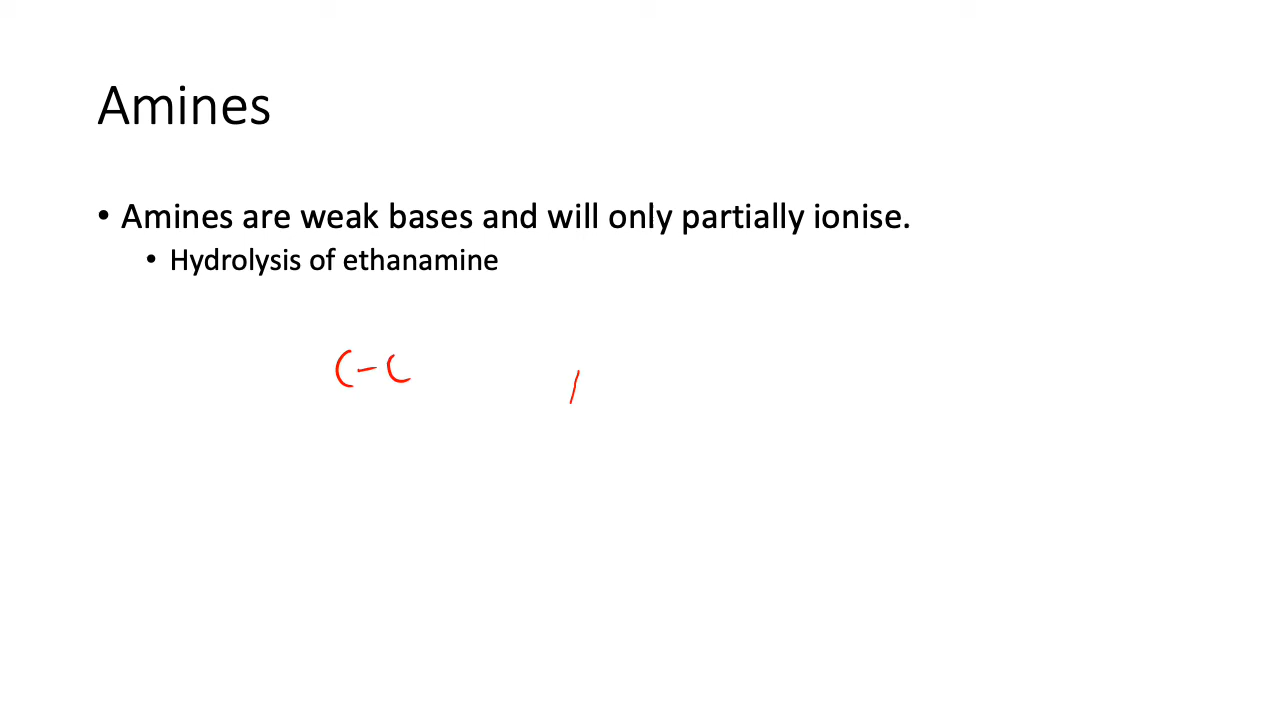 Amines
• Amines are weak bases and will only partially ionise.
• Hydrolysis of ethanamine
C-C